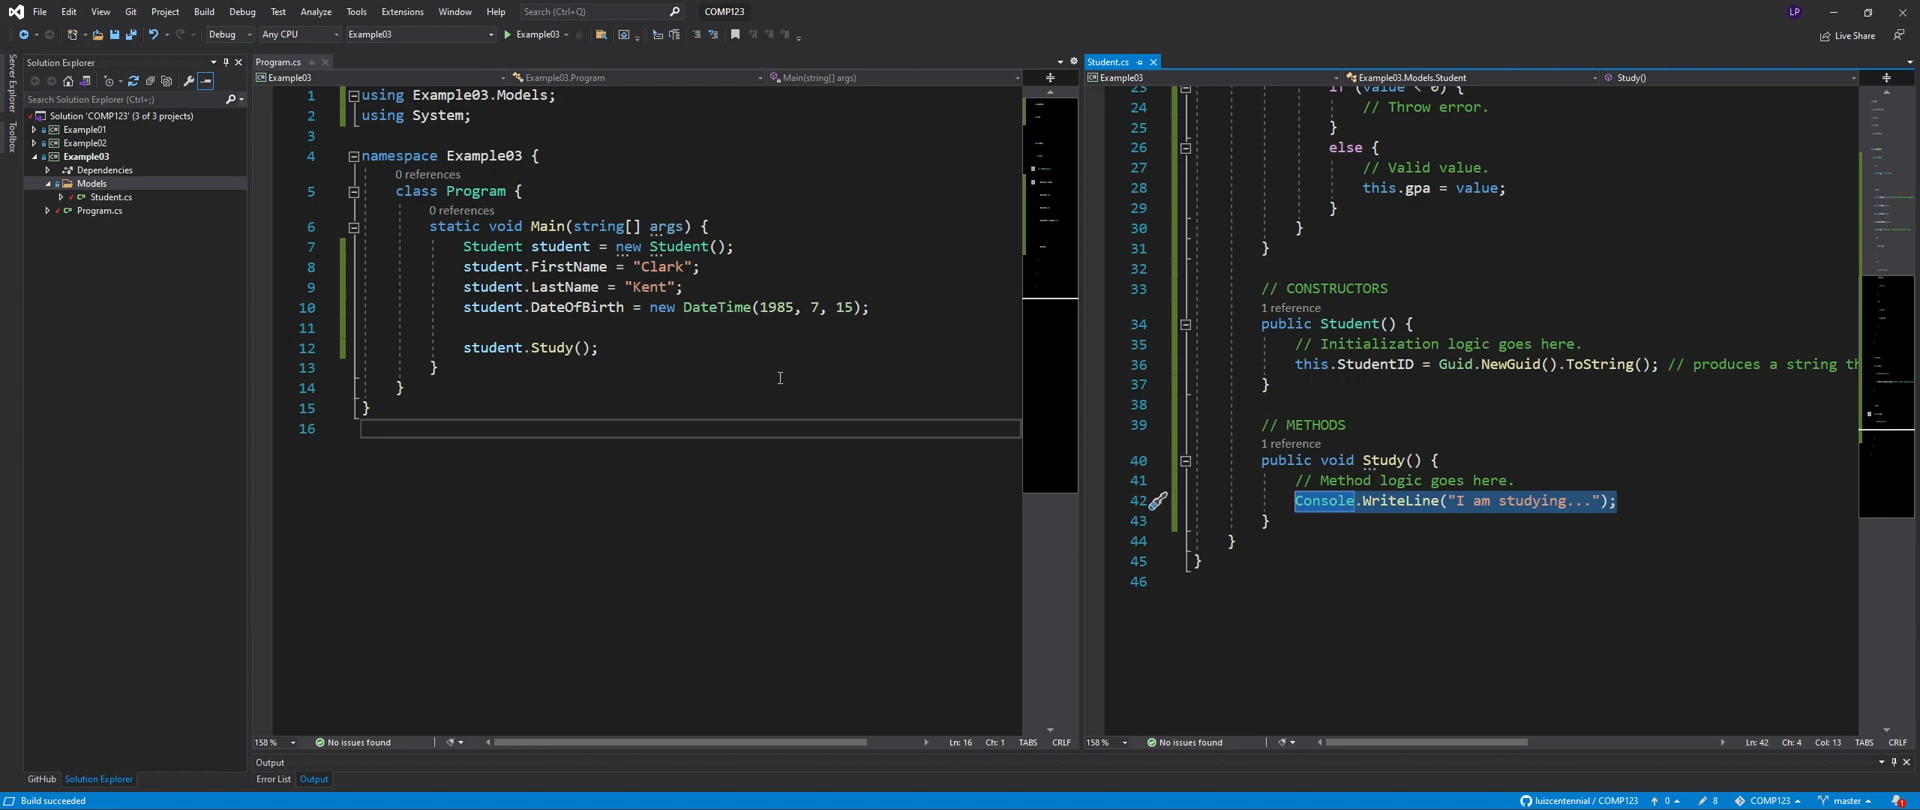 File Edit View Git Project Build Debug Test Analyze Tools Extensions Window Help Search (Ctrl+Q) COMP123 LP
Debug Any CPU Example03 Example03 Live Share
Server Explorer
Toolbox
Solution Explorer
Search Solution Explorer (Ctrl+;)
Solution 'COMP123' (3 of 3 projects)
Example01
Example02
Example03
Dependencies
Models
Student.cs
Program.cs
GitHub Solution Explorer
Program.cs
Example03 Example03.Program Main(string[] args)
1 using Example03.Models;
2 using System;
3
4 namespace Example03 {
0 references
5 class Program {
0 references
6 static void Main(string[] args) {
7 Student student = new Student();
8 student.FirstName = "Clark";
9 student.LastName = "Kent";
10 student.DateOfBirth = new DateTime(1985, 7, 15);
11
12 student.Study();
13 }
14 }
15 }
16
158 % No issues found Ln: 16 Ch: 1 TABS CRLF
Student.cs
Example03 Example03.Models.Student Study()
23 if (value < 0) {
24 // Throw error.
25 }
26 else {
27 // Valid value.
28 this.gpa = value;
29 }
30 }
31 }
32
33 // CONSTRUCTORS
1 reference
34 public Student() {
35 // Initialization logic goes here.
36 this.StudentID = Guid.NewGuid().ToString(); // produces a string th
37 }
38
39 // METHODS
1 reference
40 public void Study() {
41 // Method logic goes here.
42 Console.WriteLine("I am studying...");
43 }
44 }
45 }
46
158 % No issues found Ln: 42 Ch: 4 Col: 13 TABS CRLF
Output
Error List Output
Build succeeded luizcentennial / COMP123 0 8 COMP123 master 1